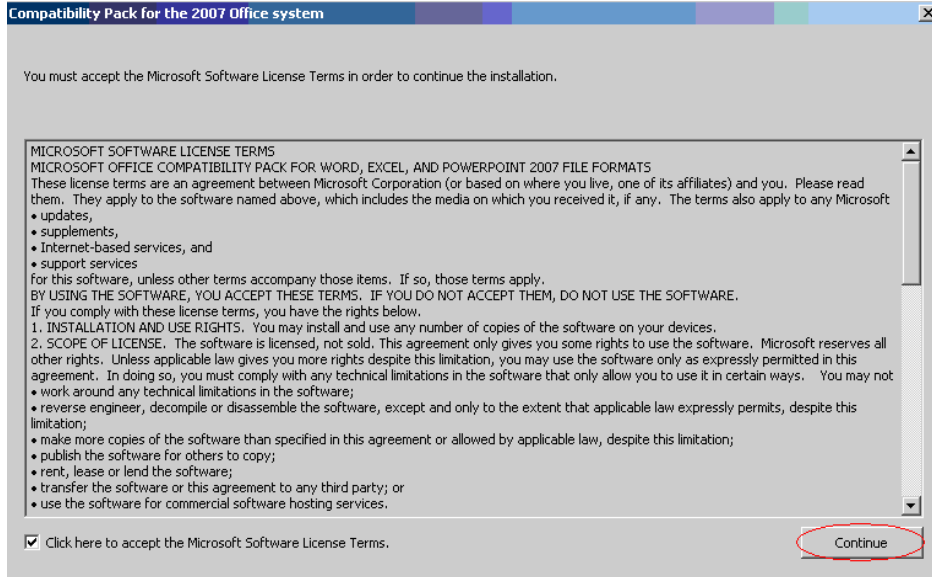 Compatibility Pack for the 2007 Office system
You must accept the Microsoft Software License Terms in order to continue the installation.
MICROSOFT SOFTWARE LICENSE TERMS
MICROSOFT OFFICE COMPATIBILITY PACK FOR WORD, EXCEL, AND POWERPOINT 2007 FILE FORMATS
These license terms are an agreement between Microsoft Corporation (or based on where you live, one of its affiliates) and you.  Please read
them.  They apply to the software named above, which includes the media on which you received it, if any.  The terms also apply to any Microsoft
• updates,
• supplements,
• Internet-based services, and
• support services
for this software, unless other terms accompany those items.  If so, those terms apply.
BY USING THE SOFTWARE, YOU ACCEPT THESE TERMS.  IF YOU DO NOT ACCEPT THEM, DO NOT USE THE SOFTWARE.
If you comply with these license terms, you have the rights below.
1. INSTALLATION AND USE RIGHTS.  You may install and use any number of copies of the software on your devices.
2. SCOPE OF LICENSE.  The software is licensed, not sold. This agreement only gives you some rights to use the software.  Microsoft reserves all
other rights.  Unless applicable law gives you more rights despite this limitation, you may use the software only as expressly permitted in this
agreement.  In doing so, you must comply with any technical limitations in the software that only allow you to use it in certain ways.    You may not
• work around any technical limitations in the software;
• reverse engineer, decompile or disassemble the software, except and only to the extent that applicable law expressly permits, despite this
limitation;
• make more copies of the software than specified in this agreement or allowed by applicable law, despite this limitation;
• publish the software for others to copy;
• rent, lease or lend the software;
• transfer the software or this agreement to any third party; or
• use the software for commercial software hosting services.
Click here to accept the Microsoft Software License Terms.
Continue